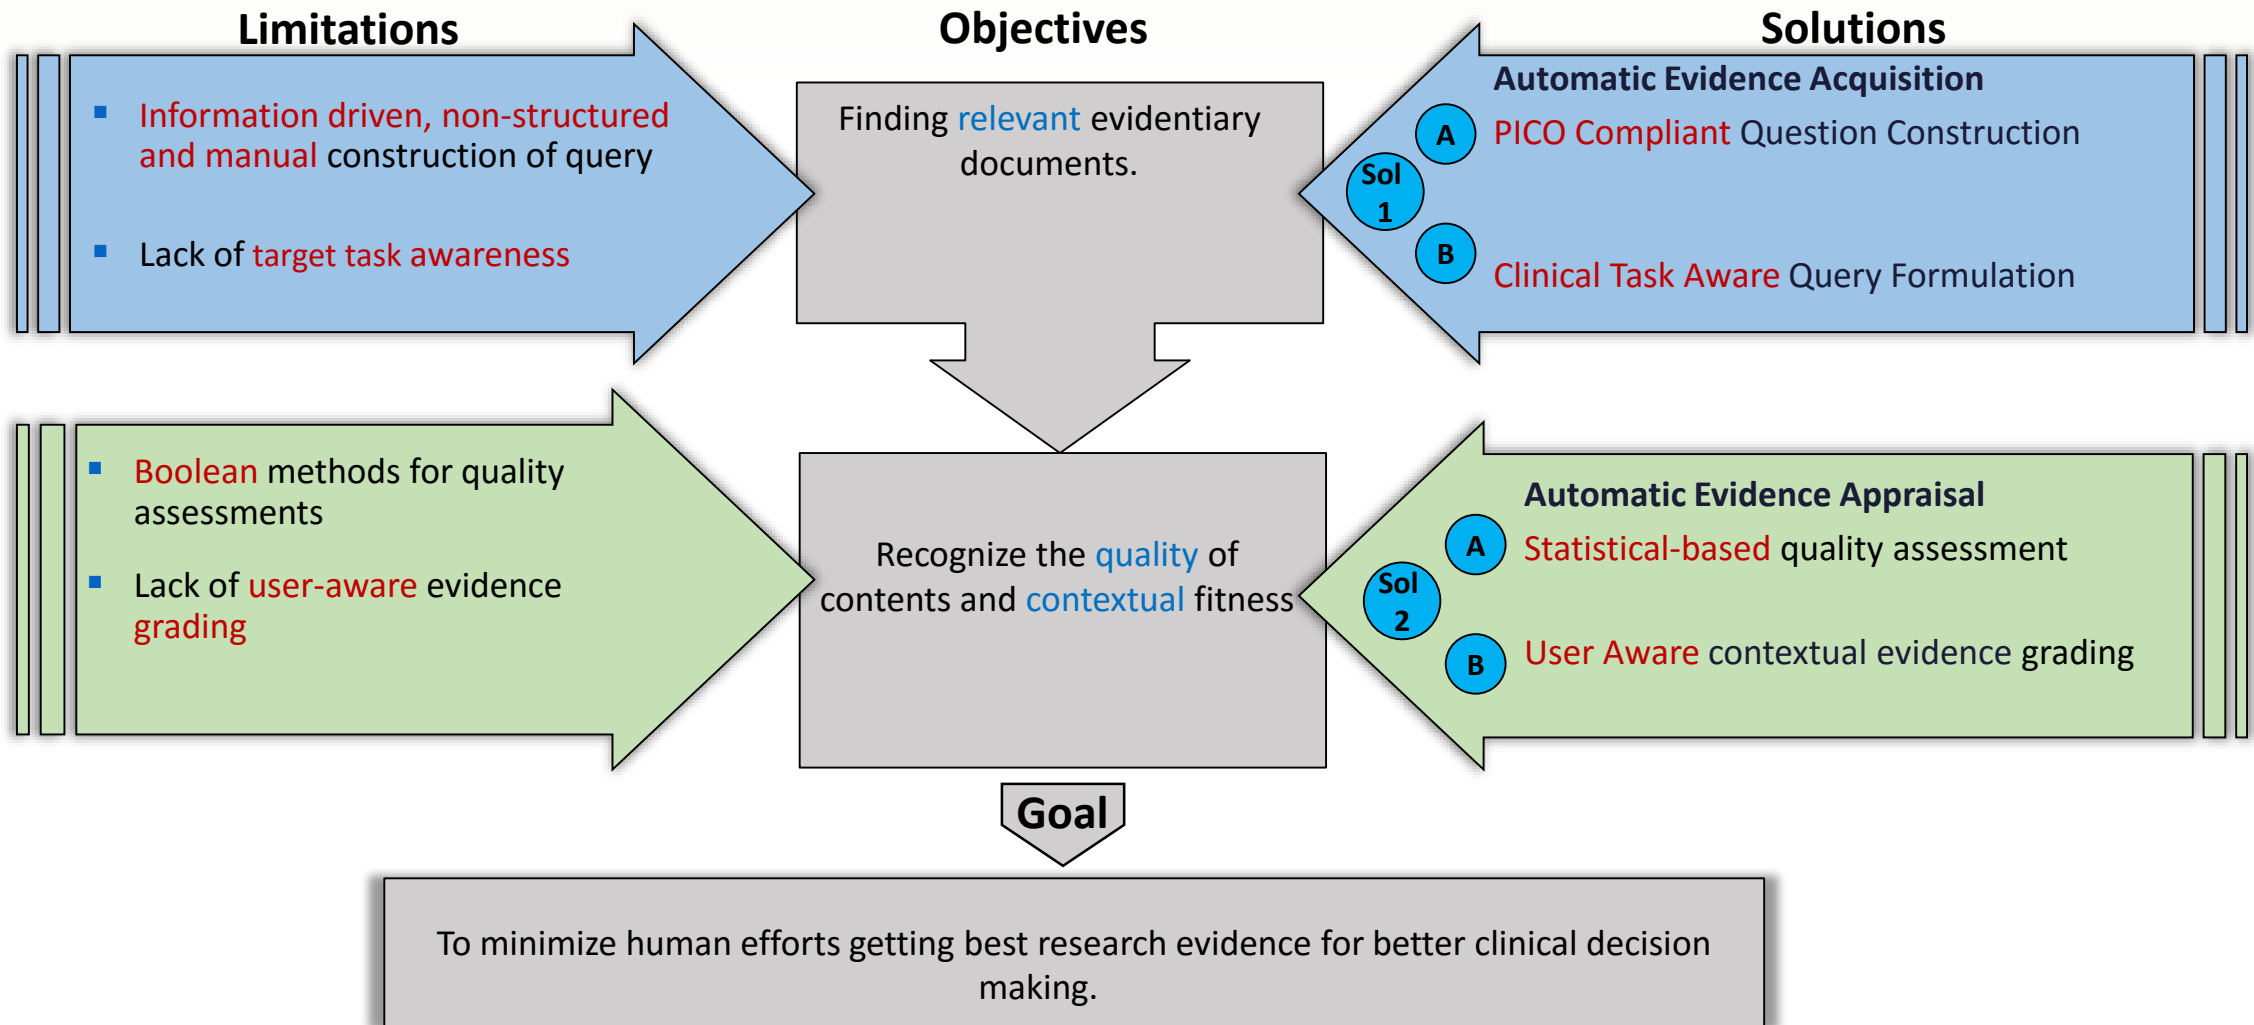 Limitations
Objectives
Solutions
Information driven, non-structured
and manual construction of query
Lack of target task awareness
Finding relevant evidentiary
documents.
Automatic Evidence Acquisition
A
PICO Compliant Question Construction
Sol
1
B
Clinical Task Aware Query Formulation
Boolean methods for quality
assessments
Lack of user-aware evidence
grading
Recognize the quality of
contents and contextual fitness
Automatic Evidence Appraisal
A
Statistical-based quality assessment
Sol
2
B
User Aware contextual evidence grading
Goal
To minimize human efforts getting best research evidence for better clinical decision
making.